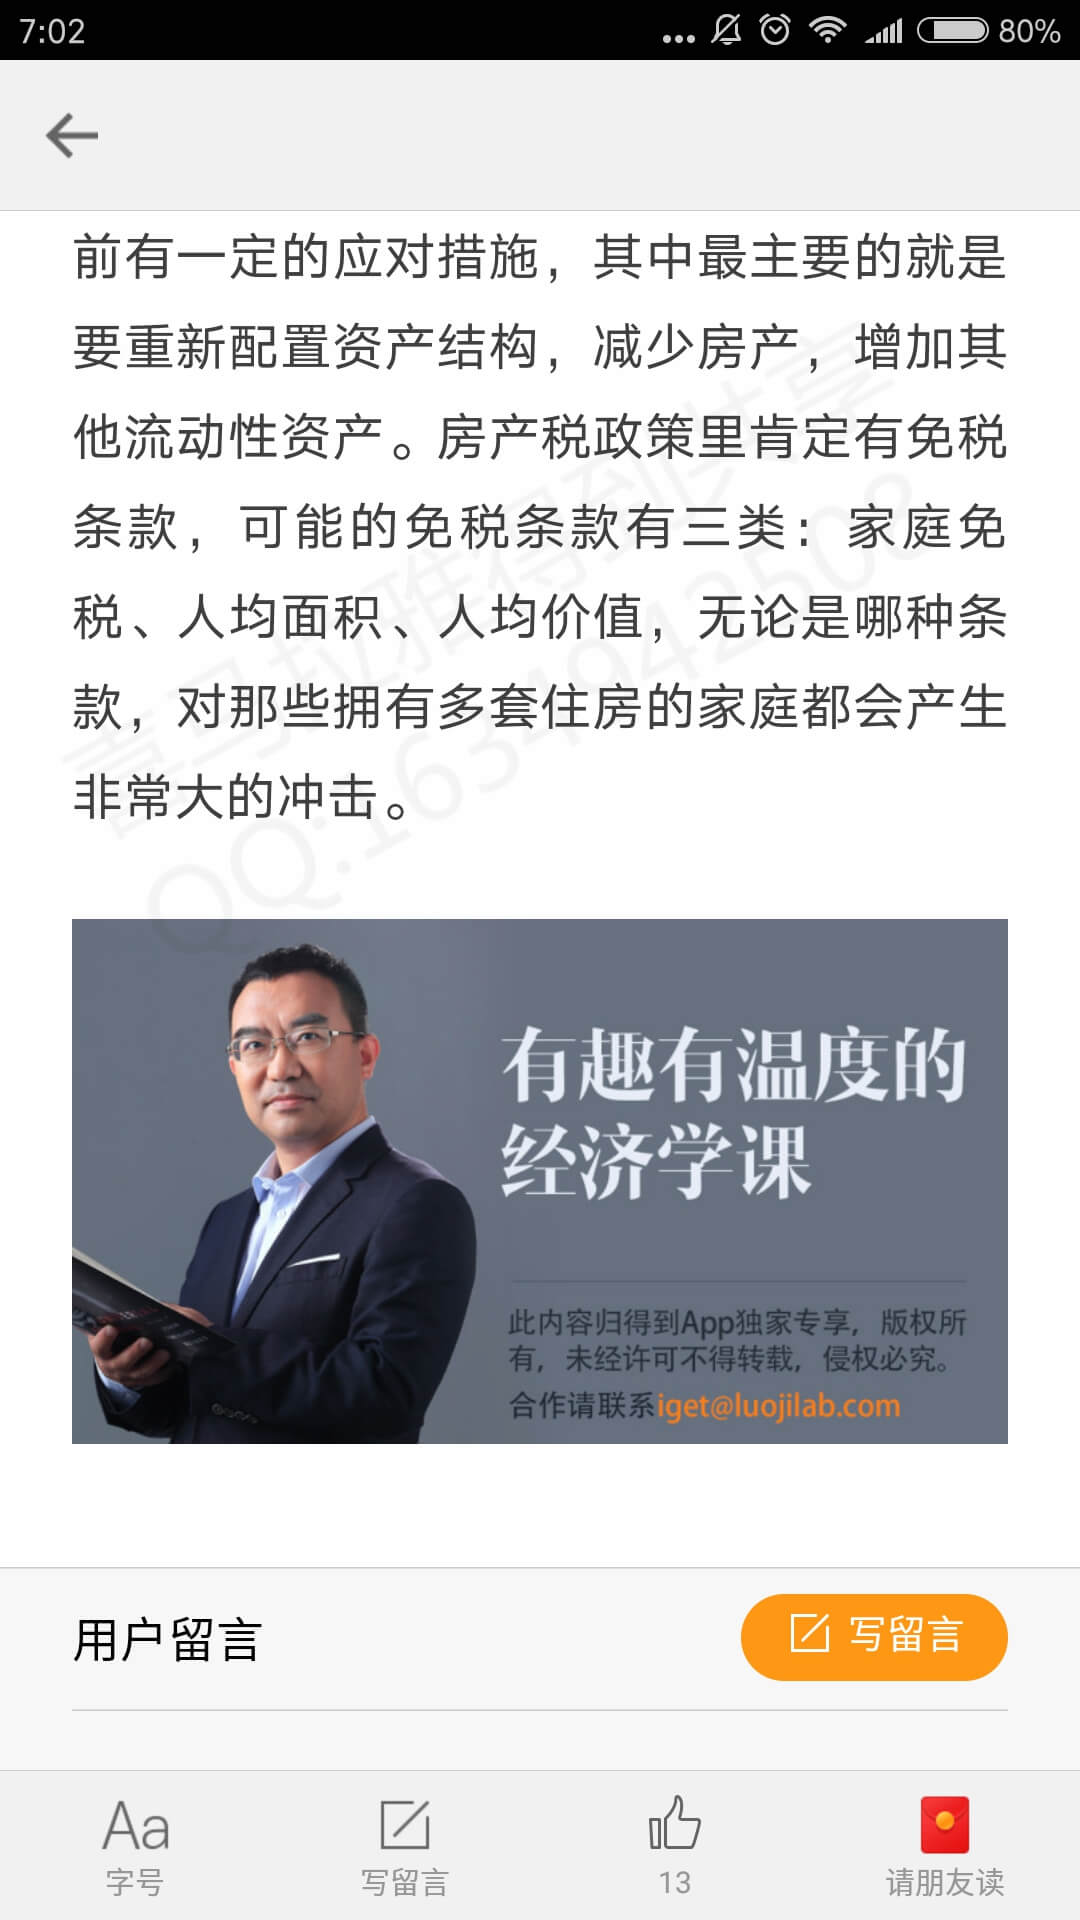 7:02
80%
前有一定的应对措施，其中最主要的就是
要重新配置资产结构，减少房产，增加其
他流动性资产。房产税政策里肯定有免税
条款，可能的免税条款有三类：家庭免
税、人均面积、人均价值，无论是哪种条
款，对那些拥有多套住房的家庭都会产生
非常大的冲击。
喜马拉雅得到共享
QQ:1634942508
有趣有温度的
经济学课
此内容归得到App独家专享，版权所
有，未经许可不得转载，侵权必究。
合作请联系iget@luojilab.com
用户留言
写留言
Aa
字号
写留言
13
请朋友读